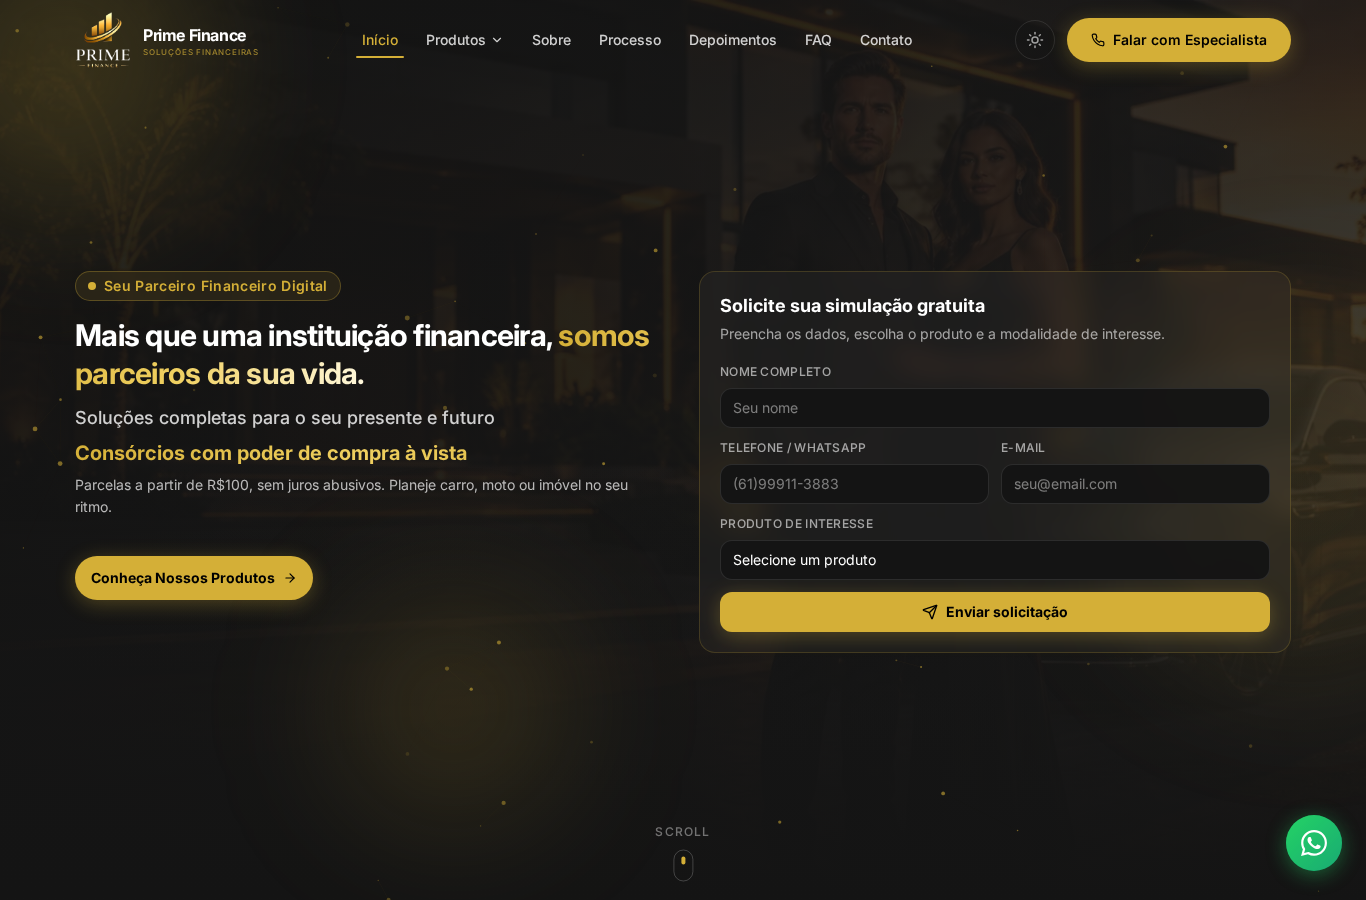 PRIME
FINANCE
Prime Finance
SOLUÇÕES FINANCEIRAS
Início
Produtos
Sobre
Processo
Depoimentos
FAQ
Contato
Falar com Especialista
Seu Parceiro Financeiro Digital
Mais que uma instituição financeira, somos
parceiros da sua vida.
Soluções completas para o seu presente e futuro
Consórcios com poder de compra à vista
Parcelas a partir de R$100, sem juros abusivos. Planeje carro, moto ou imóvel no seu
ritmo.
Conheça Nossos Produtos
Solicite sua simulação gratuita
Preencha os dados, escolha o produto e a modalidade de interesse.
NOME COMPLETO
Seu nome
TELEFONE / WHATSAPP
E-MAIL
(61)99911-3883
seu@email.com
PRODUTO DE INTERESSE
Selecione um produto
Enviar solicitação
SCROLL